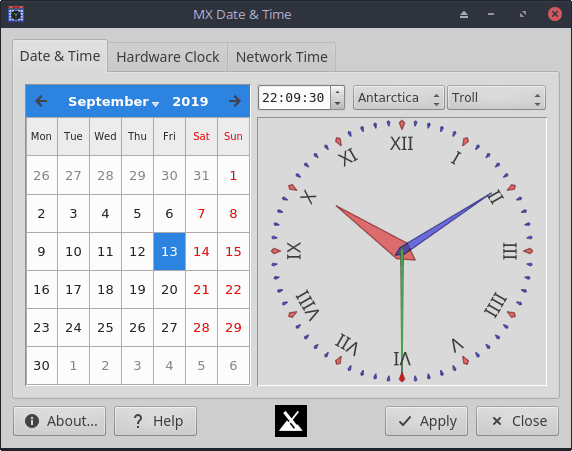 MX Date & Time
Date & Time Hardware Clock Network Time
September 2019
22:09:30 Antarctica Troll
Mon Tue Wed Thu Fri Sat Sun
26 27 28 29 30 31 1
2 3 4 5 6 7 8
9 10 11 12 13 14 15
16 17 18 19 20 21 22
23 24 25 26 27 28 29
30 1 2 3 4 5 6
XII
I
II
III
IIII
V
VI
VII
VIII
IX
X
XI
About... Help Apply Close